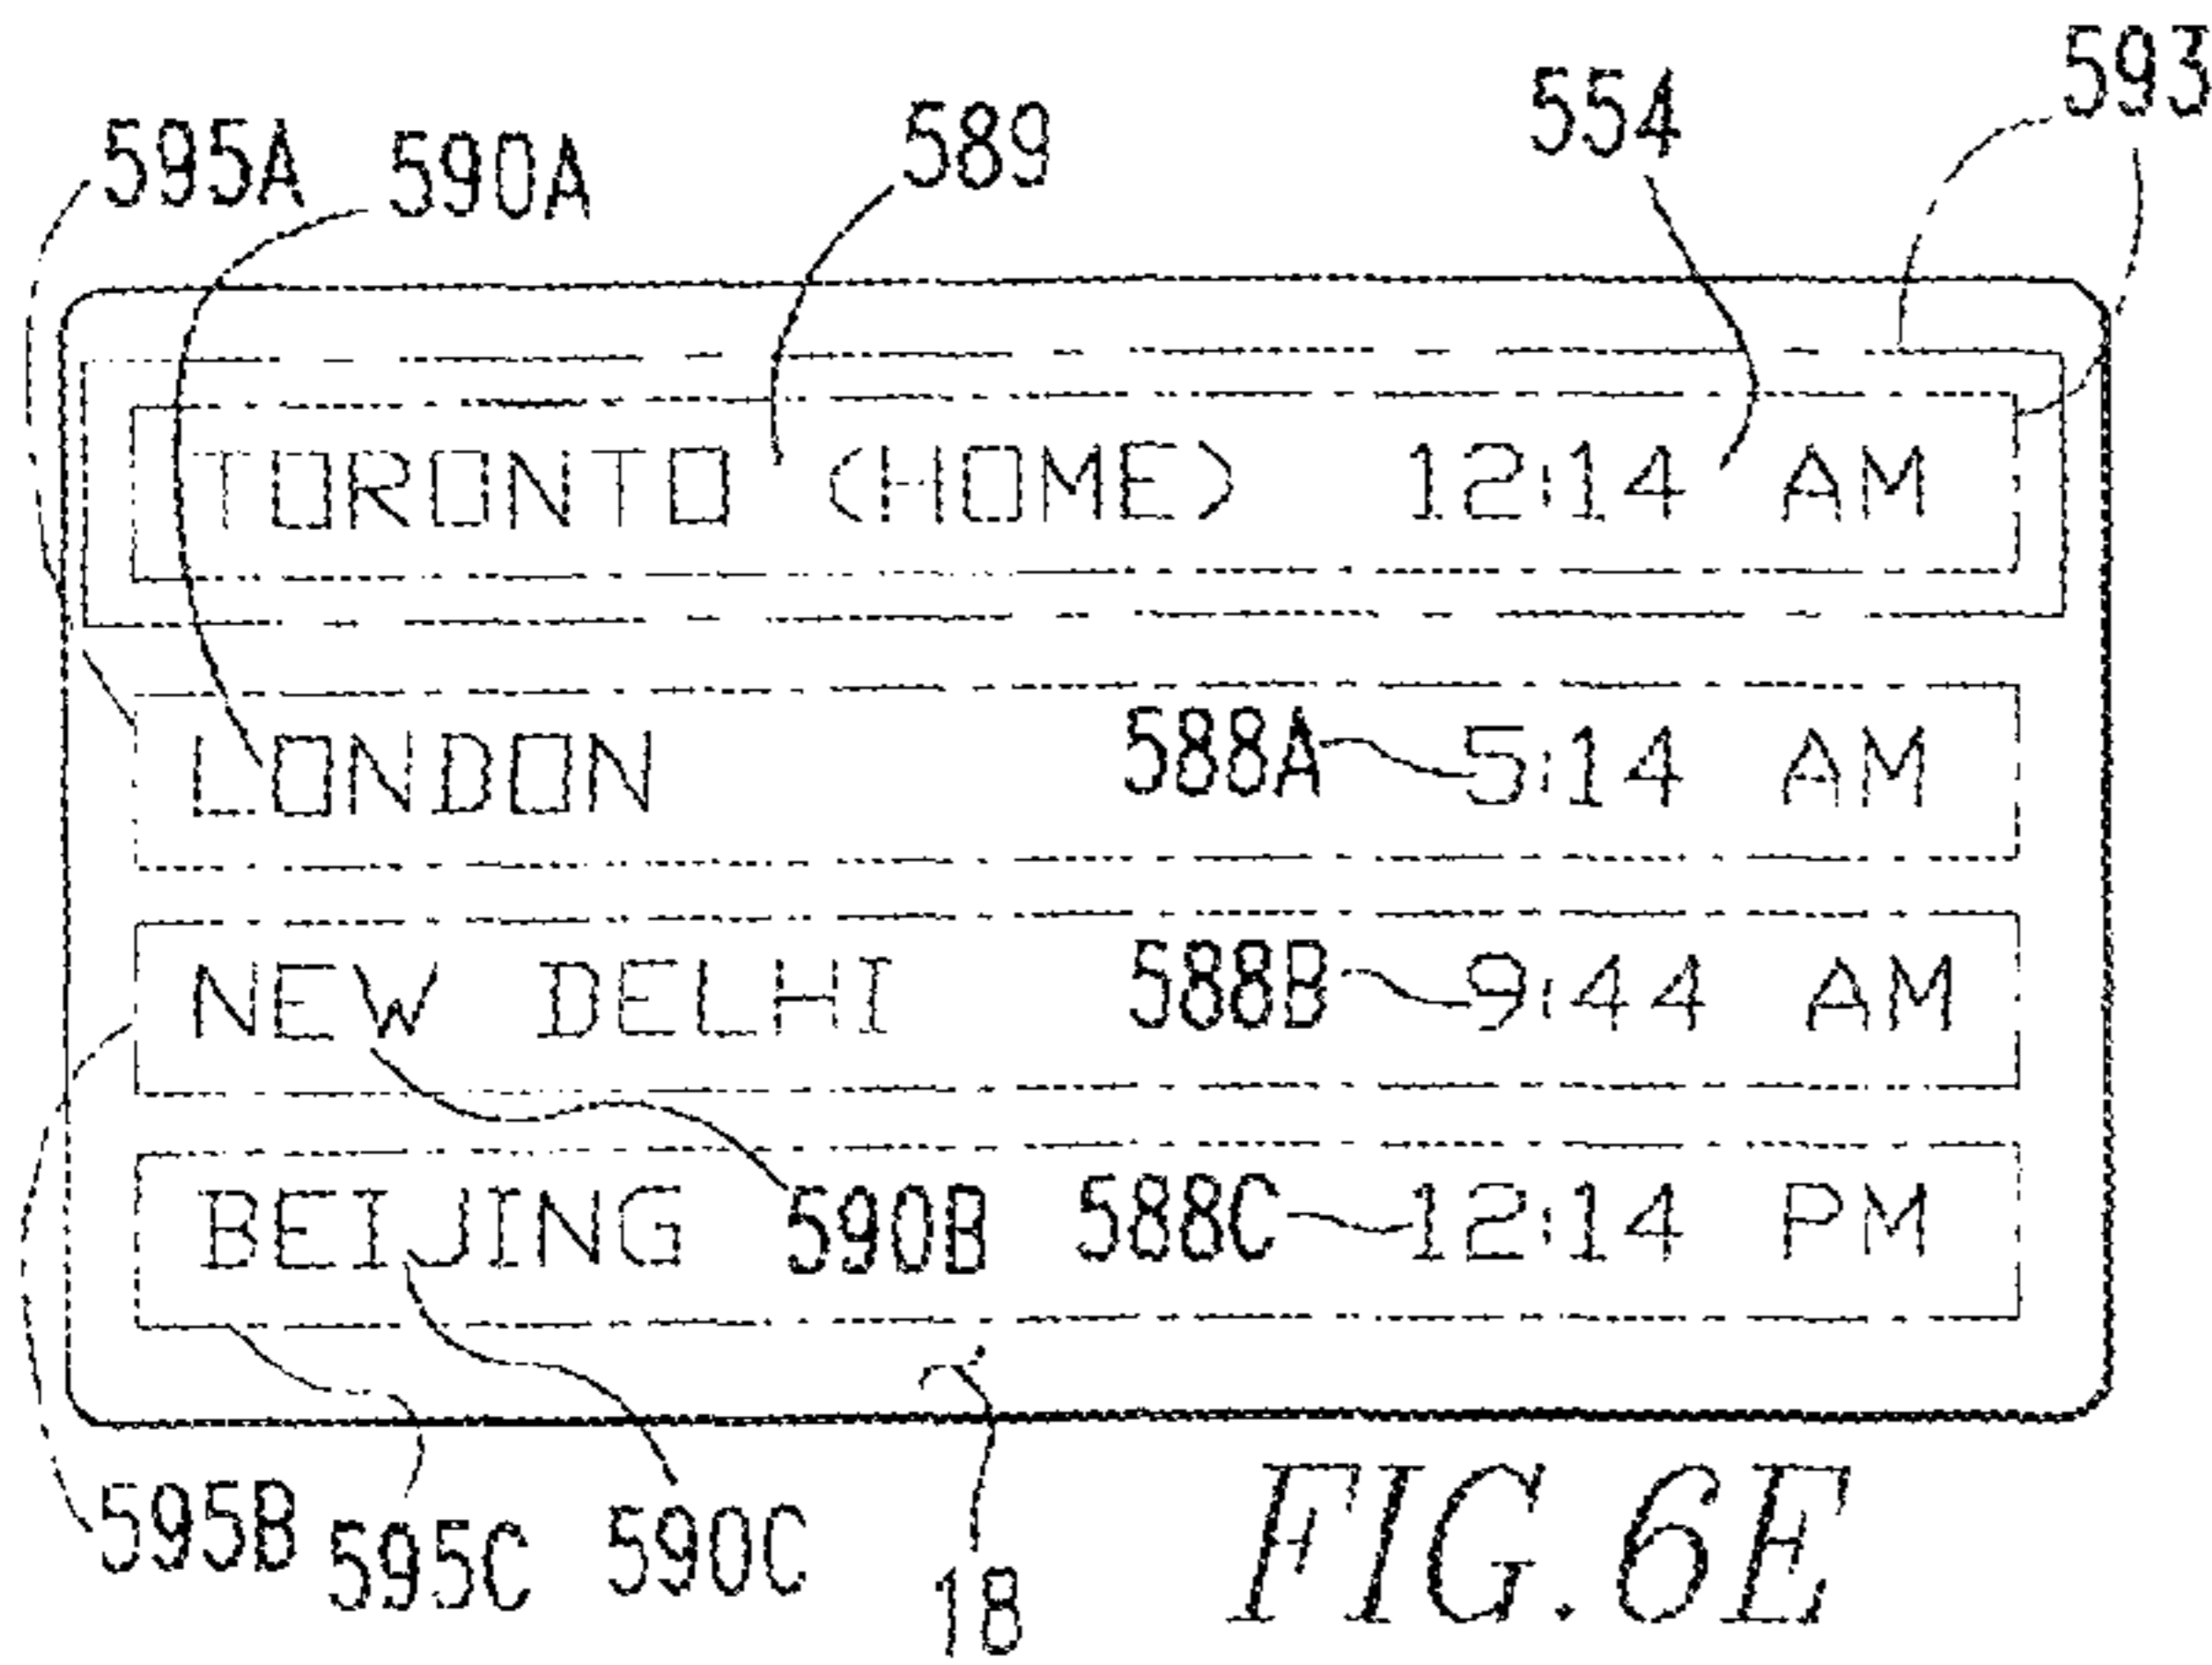 593
554
589
595A 590A
TORONTO (HOME) 12:14 AM
LONDON 588A 5:14 AM
NEW DELHI 588B 9:44 AM
BEIJING 590B 588C 12:14 PM
595B 595C 590C 18 FIG. 6E